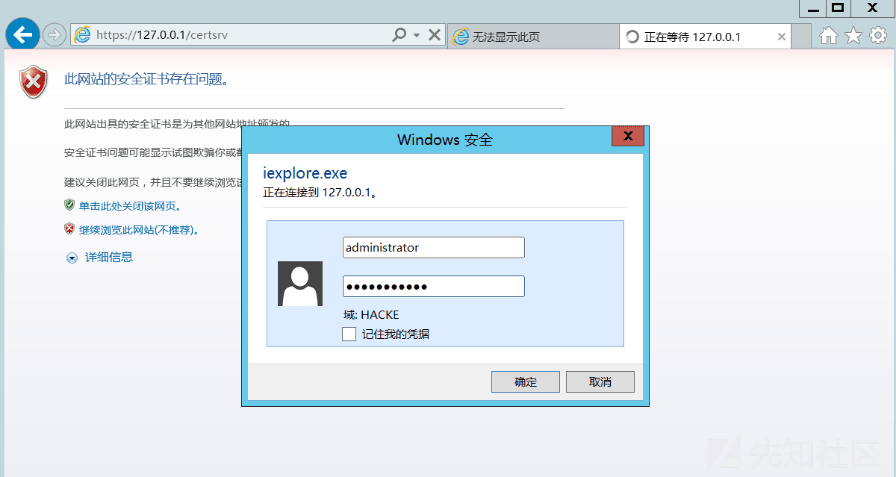 https://127.0.0.1/certsrv
无法显示此页
正在等待 127.0.0.1
此网站的安全证书存在问题。
此网站出具的安全证书是为其他网站地址颁发的
安全证书问题可能显示试图欺骗你或
建议关闭此网页，并且不要继续浏览该
单击此处关闭该网页。
继续浏览此网站(不推荐)。
详细信息
Windows 安全
iexplore.exe
正在连接到 127.0.0.1。
administrator
域: HACKE
记住我的凭据
确定
取消
先知社区